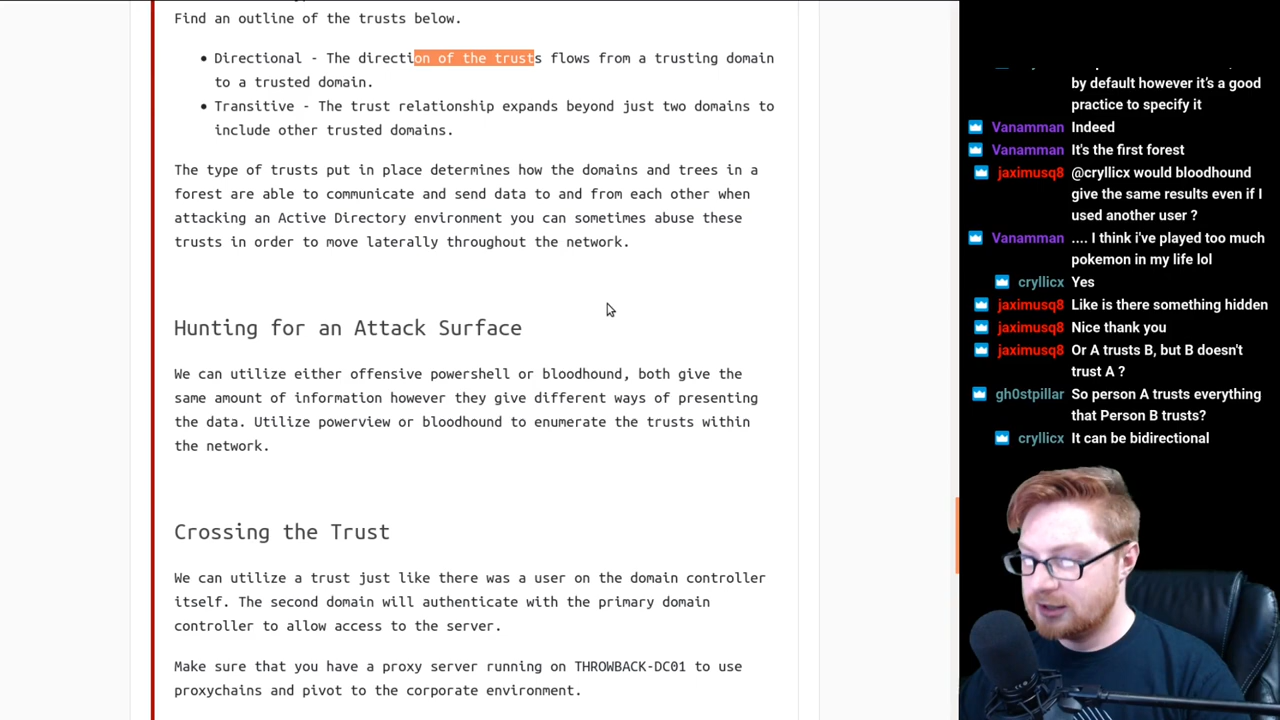 Find an outline of the trusts below.
• Directional - The direction of the trusts flows from a trusting domain
to a trusted domain.
• Transitive - The trust relationship expands beyond just two domains to
include other trusted domains.
The type of trusts put in place determines how the domains and trees in a
forest are able to communicate and send data to and from each other when
attacking an Active Directory environment you can sometimes abuse these
trusts in order to move laterally throughout the network.
Hunting for an Attack Surface
We can utilize either offensive powershell or bloodhound, both give the
same amount of information however they give different ways of presenting
the data. Utilize powerview or bloodhound to enumerate the trusts within
the network.
Crossing the Trust
We can utilize a trust just like there was a user on the domain controller
itself. The second domain will authenticate with the primary domain
controller to allow access to the server.
Make sure that you have a proxy server running on THROWBACK-DC01 to use
proxychains and pivot to the corporate environment.
by default however it's a good
practice to specify it
Vanamman Indeed
Vanamman It's the first forest
jaximusq8 @cryllicx would bloodhound
give the same results even if I
used another user ?
Vanamman .... I think i've played too much
pokemon in my life lol
cryllicx Yes
jaximusq8 Like is there something hidden
jaximusq8 Nice thank you
jaximusq8 Or A trusts B, but B doesn't
trust A ?
gh0stpillar So person A trusts everything
that Person B trusts?
cryllicx It can be bidirectional